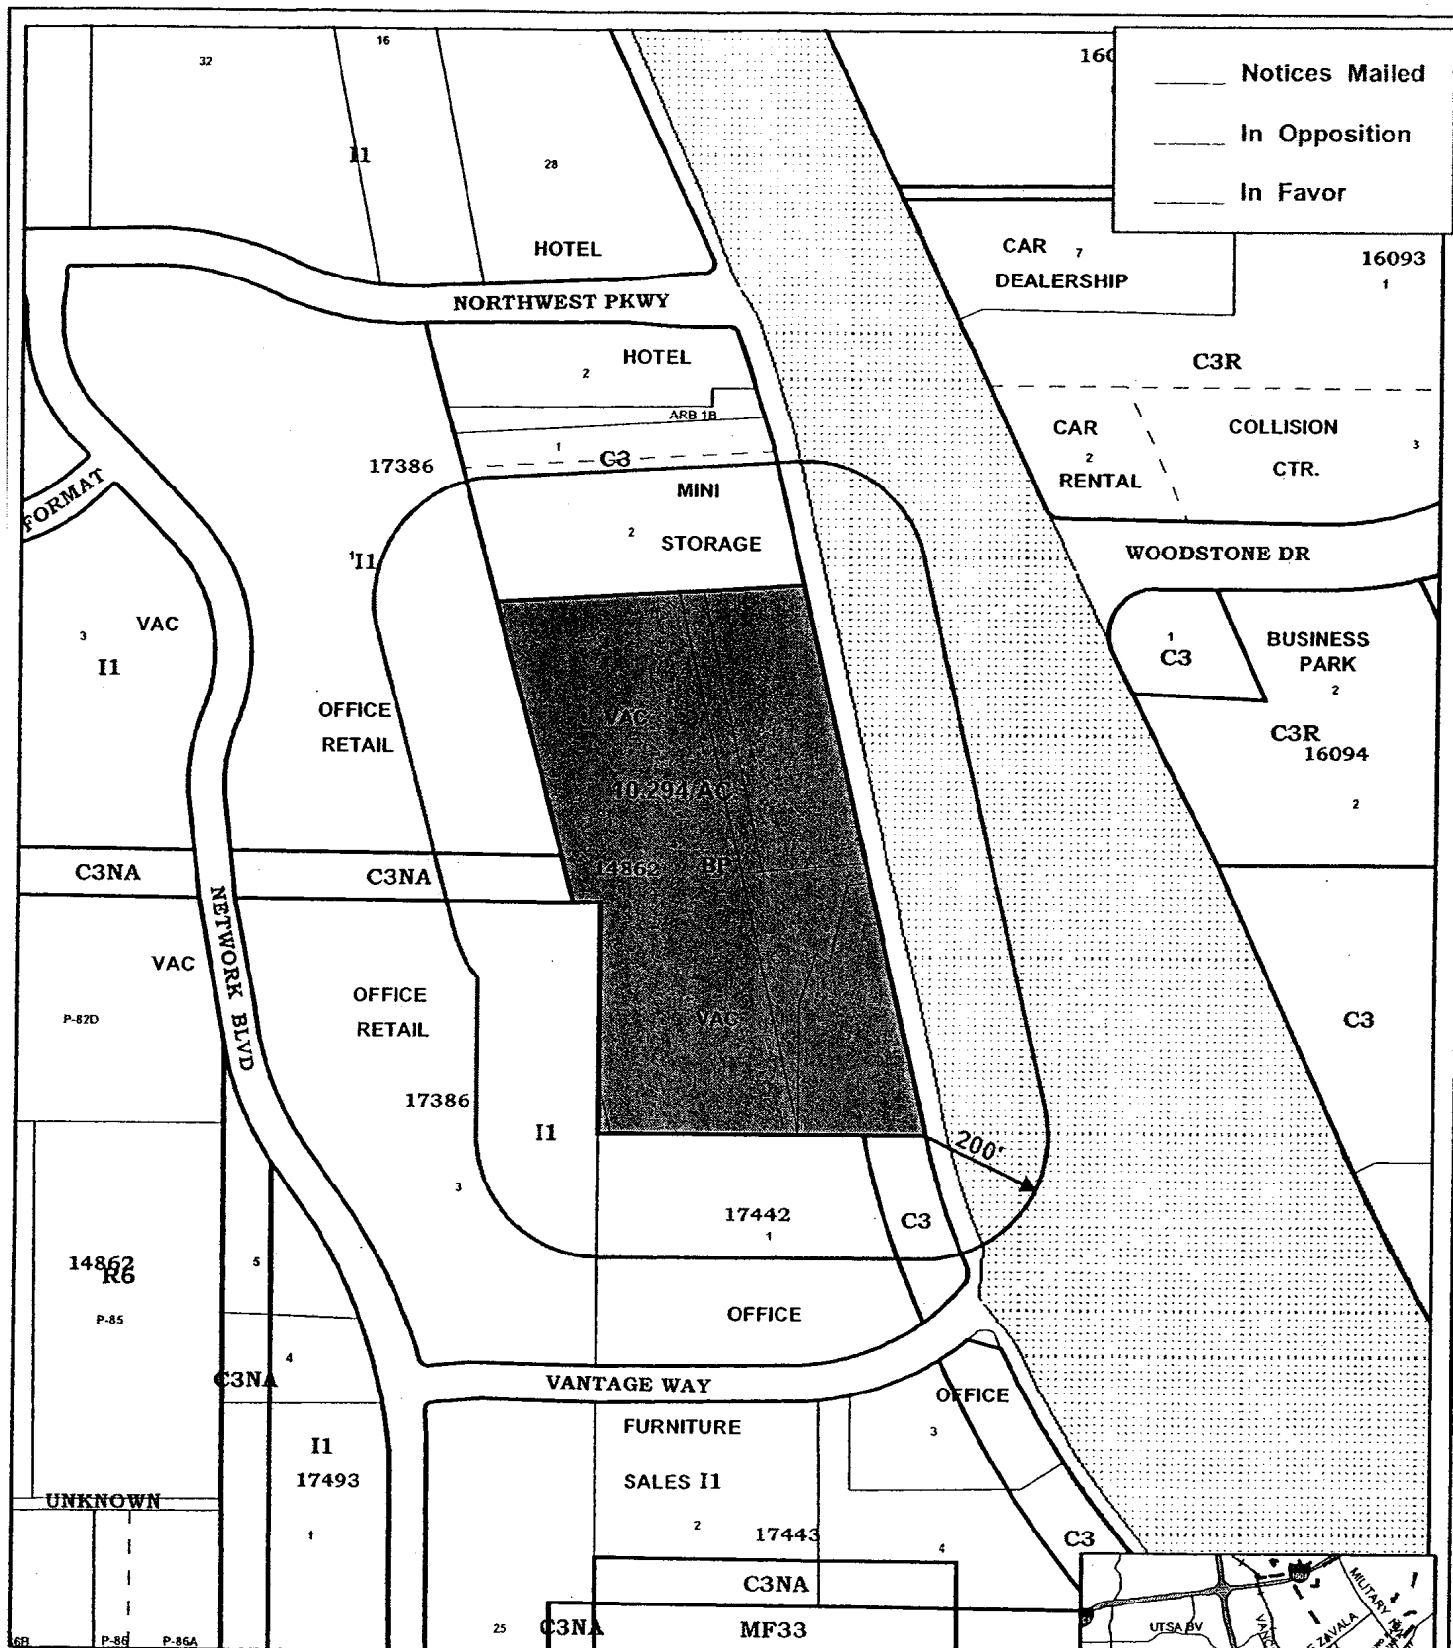 16
32
160
Notices Mailed
In Opposition
In Favor
I1
28
HOTEL
CAR 7
DEALERSHIP
16093
1
NORTHWEST PKWY
HOTEL
2
C3R
ARB 1B
17386
1
C3
CAR
2
RENTAL
COLLISION
CTR.
3
FORMAT
MINI
2
STORAGE
WOODSTONE DR
1
I1
3
VAC
I1
1
C3
BUSINESS
PARK
2
C3R
16094
2
OFFICE
RETAIL
VAC
10.294 AC.
C3NA
C3NA
14862
BP
NETWORK BLVD
VAC
P-82D
OFFICE
RETAIL
VAC
C3
17386
I1
200'
3
17442
1
C3
14862
R6
P-85
5
OFFICE
4
C3NA
VANTAGE WAY
OFFICE
3
FURNITURE
SALES I1
2
17443
4
I1
17493
1
UNKNOWN
C3
C3NA
MF33
25
C3NA
6B
P-86
P-86A
UTSA BV
MILITARY
ZAVALA